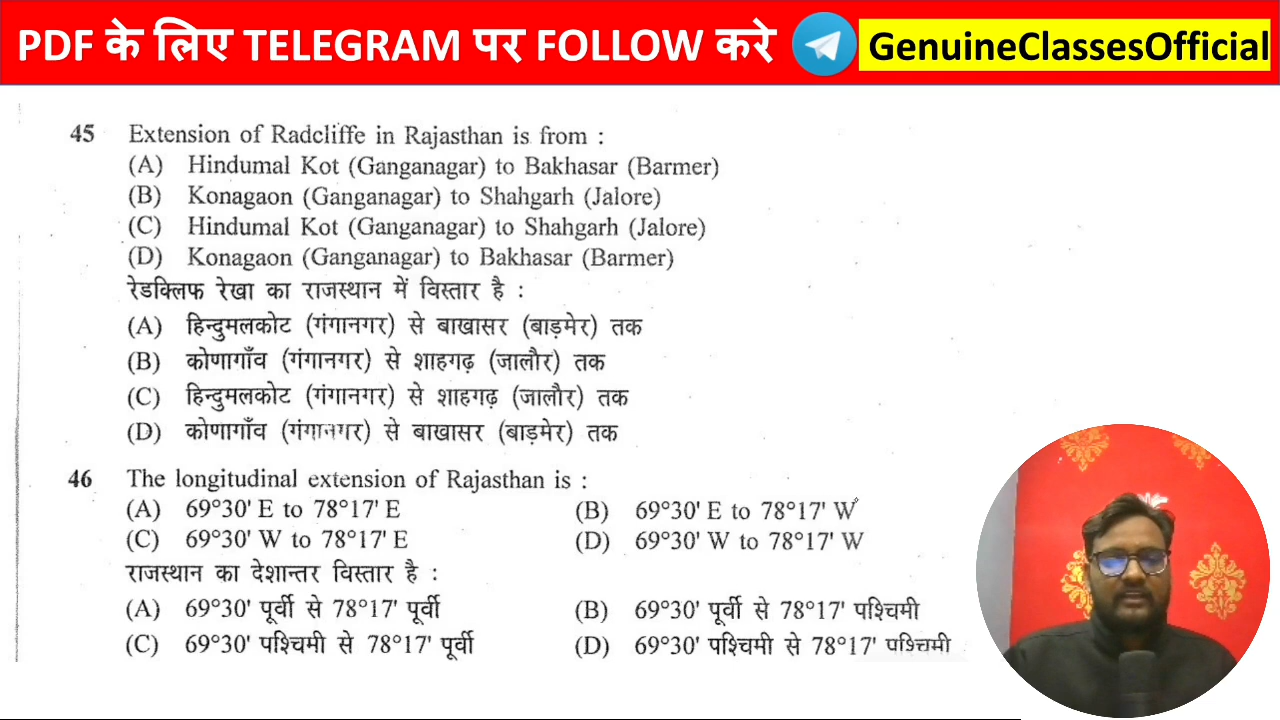 PDF के लिए TELEGRAM पर FOLLOW करे GenuineClassesOfficial
45 Extension of Radcliffe in Rajasthan is from :
(A) Hindumal Kot (Ganganagar) to Bakhasar (Barmer)
(B) Konagaon (Ganganagar) to Shahgarh (Jalore)
(C) Hindumal Kot (Ganganagar) to Shahgarh (Jalore)
(D) Konagaon (Ganganagar) to Bakhasar (Barmer)
रेडक्लिफ रेखा का राजस्थान में विस्तार है :
(A) हिन्दुमलकोट (गंगानगर) से बाखासर (बाड़मेर) तक
(B) कोणागाँव (गंगानगर) से शाहगढ़ (जालौर) तक
(C) हिन्दुमलकोट (गंगानगर) से शाहगढ़ (जालौर) तक
(D) कोणागाँव (गंगानगर) से बाखासर (बाड़मेर) तक
46 The longitudinal extension of Rajasthan is :
(A) 69°30' E to 78°17' E (B) 69°30' E to 78°17' W
(C) 69°30' W to 78°17' E (D) 69°30' W to 78°17' W
राजस्थान का देशान्तर विस्तार है :
(A) 69°30' पूर्वी से 78°17' पूर्वी (B) 69°30' पूर्वी से 78°17' पश्चिमी
(C) 69°30' पश्चिमी से 78°17' पूर्वी (D) 69°30' पश्चिमी से 78°17' पश्चिमी